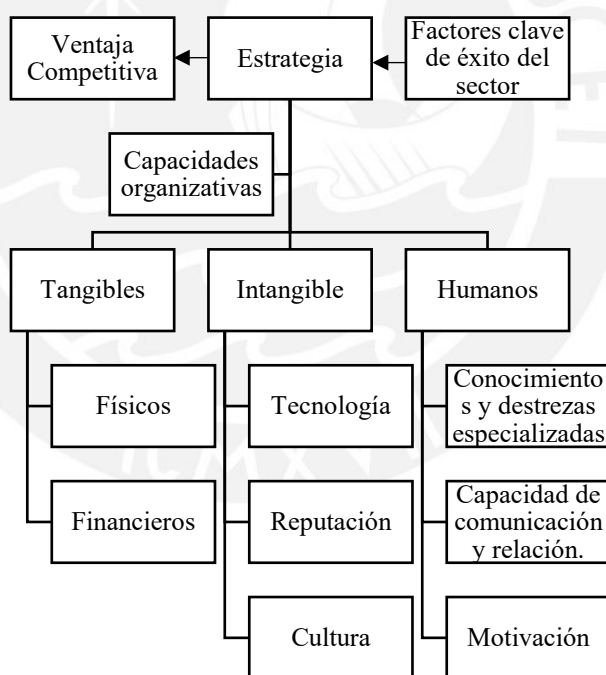 Ventaja
Competitiva
Estrategia
Factores clave
de éxito del
sector
Capacidades
organizativas
Tangibles
Intangible
Humanos
Físicos
Tecnología
Conocimiento
s y destrezas
especializadas
Financieros
Reputación
Capacidad de
comunicación
y relación.
Cultura
Motivación